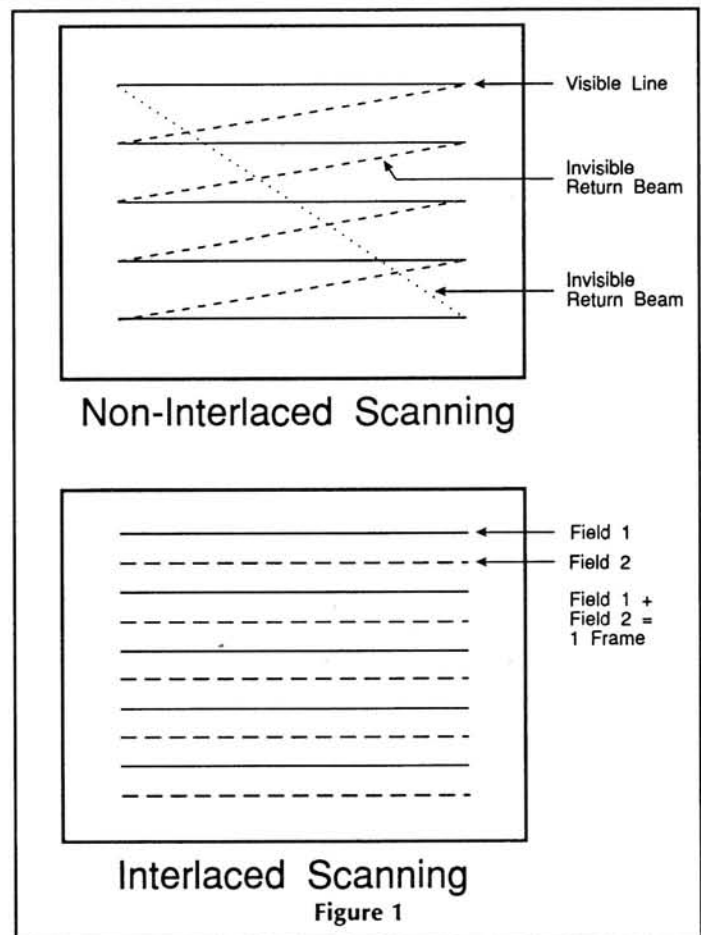 Visible Line
Invisible
Return Beam
Invisible
Return Beam
Non-Interlaced Scanning
Field 1
Field 2
Field 1 +
Field 2 =
1 Frame
Interlaced Scanning
Figure 1